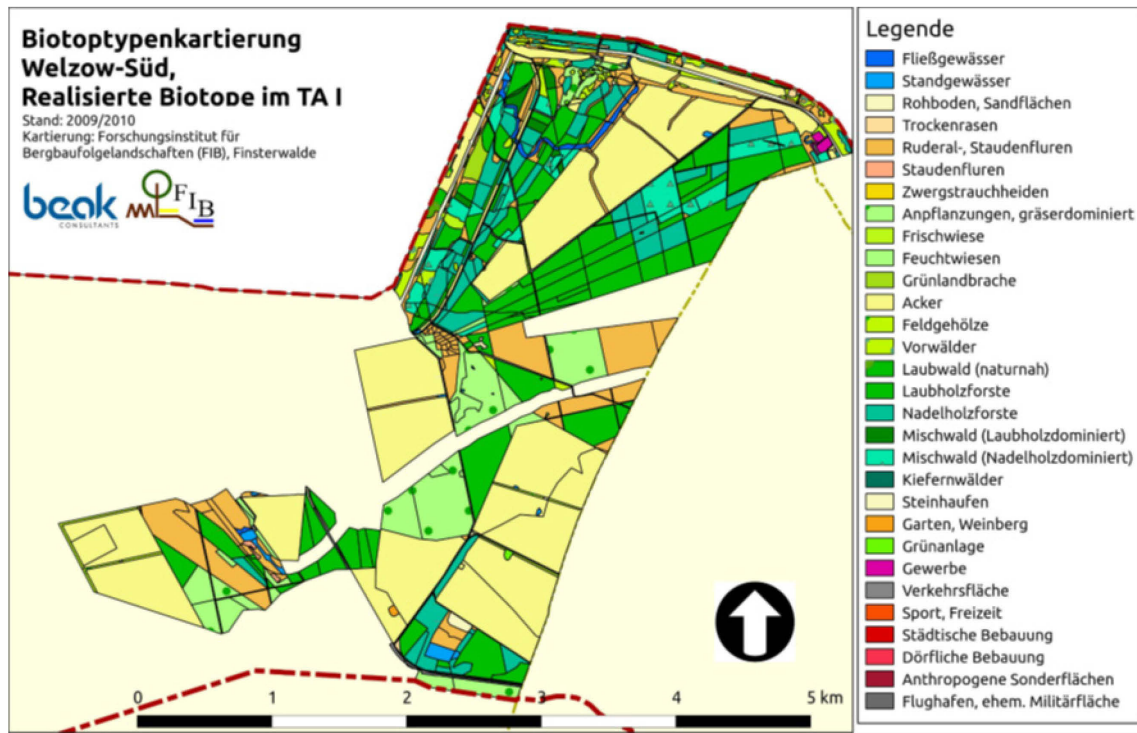 Biotoptypenkartierung
Welzow-Süd,
Realisierte Biotope im TA I
Stand: 2009/2010
Kartierung: Forschungsinstitut für
Bergbaufolgelandschaften (FIB), Finsterwalde
beak
CONSULTANTS
FIB
0 1 2 3 4 5 km
Legende
Fließgewässer
Standgewässer
Rohboden, Sandflächen
Trockenrasen
Ruderal-, Staudenfluren
Staudenfluren
Zwergstrauchheiden
Anpflanzungen, gräserdominiert
Frischwiese
Feuchtwiesen
Grünlandbrache
Acker
Feldgehölze
Vorwälder
Laubwald (naturnah)
Laubholzforste
Nadelholzforste
Mischwald (Laubholzdominiert)
Mischwald (Nadelholzdominiert)
Kiefernwälder
Steinhaufen
Garten, Weinberg
Grünanlage
Gewerbe
Verkehrsfläche
Sport, Freizeit
Städtische Bebauung
Dörfliche Bebauung
Anthropogene Sonderflächen
Flughafen, ehem. Militärfläche